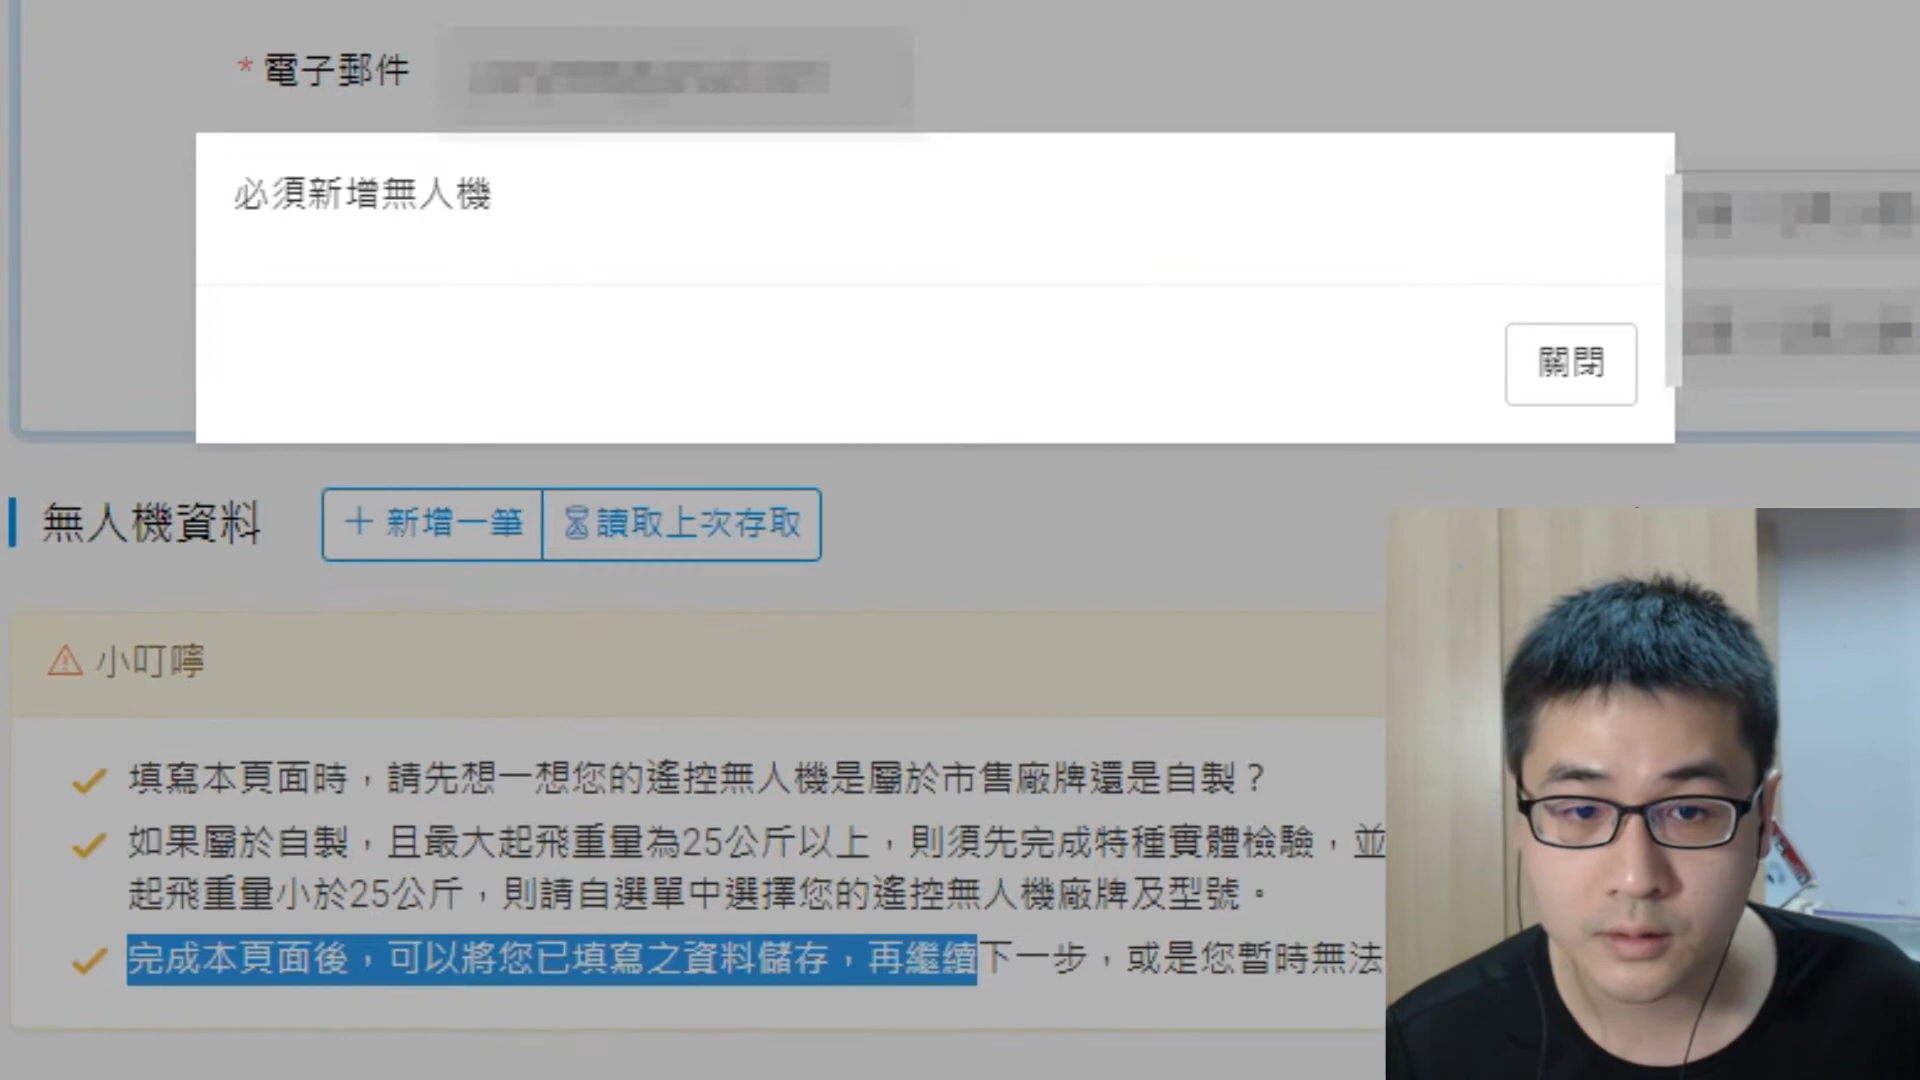 * 電子郵件
必須新增無人機
關閉
無人機資料
新增一筆
讀取上次存取
小叮嚀
填寫本頁面時，請先想一想您的遙控無人機是屬於市售廠牌還是自製？
如果屬於自製，且最大起飛重量為25公斤以上，則須先完成特種實體檢驗，並
起飛重量小於25公斤，則請自選單中選擇您的遙控無人機廠牌及型號。
完成本頁面後，可以將您已填寫之資料儲存，再繼續下一步，或是您暫時無法